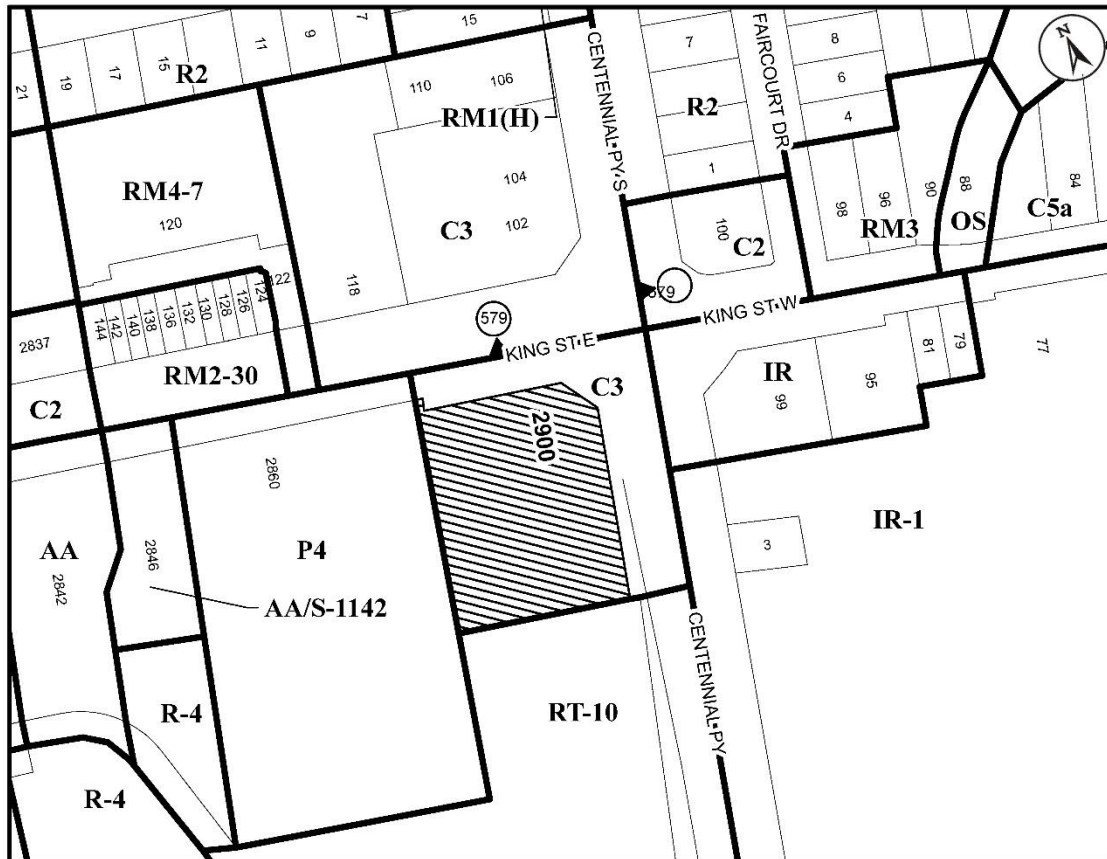 7
9
11
15
17
19
21
R2
15
110
106
RM1(H)
104
102
C3
118
CENTENNIAL PY S
7
R2
1
FAIRCOURT DR
8
6
4
N
RM4-7
120
100
C2
98
96
90
88
84
RM3
OS
C5a
122
124
126
128
130
132
136
138
140
142
144
2837
RM2-30
C2
579
579
KING ST E
KING ST W
C3
IR
99
95
81
79
77
2900
2860
P4
AA
2842
2846
AA/S-1142
IR-1
3
R-4
RT-10
CENTENNIAL PY
R-4